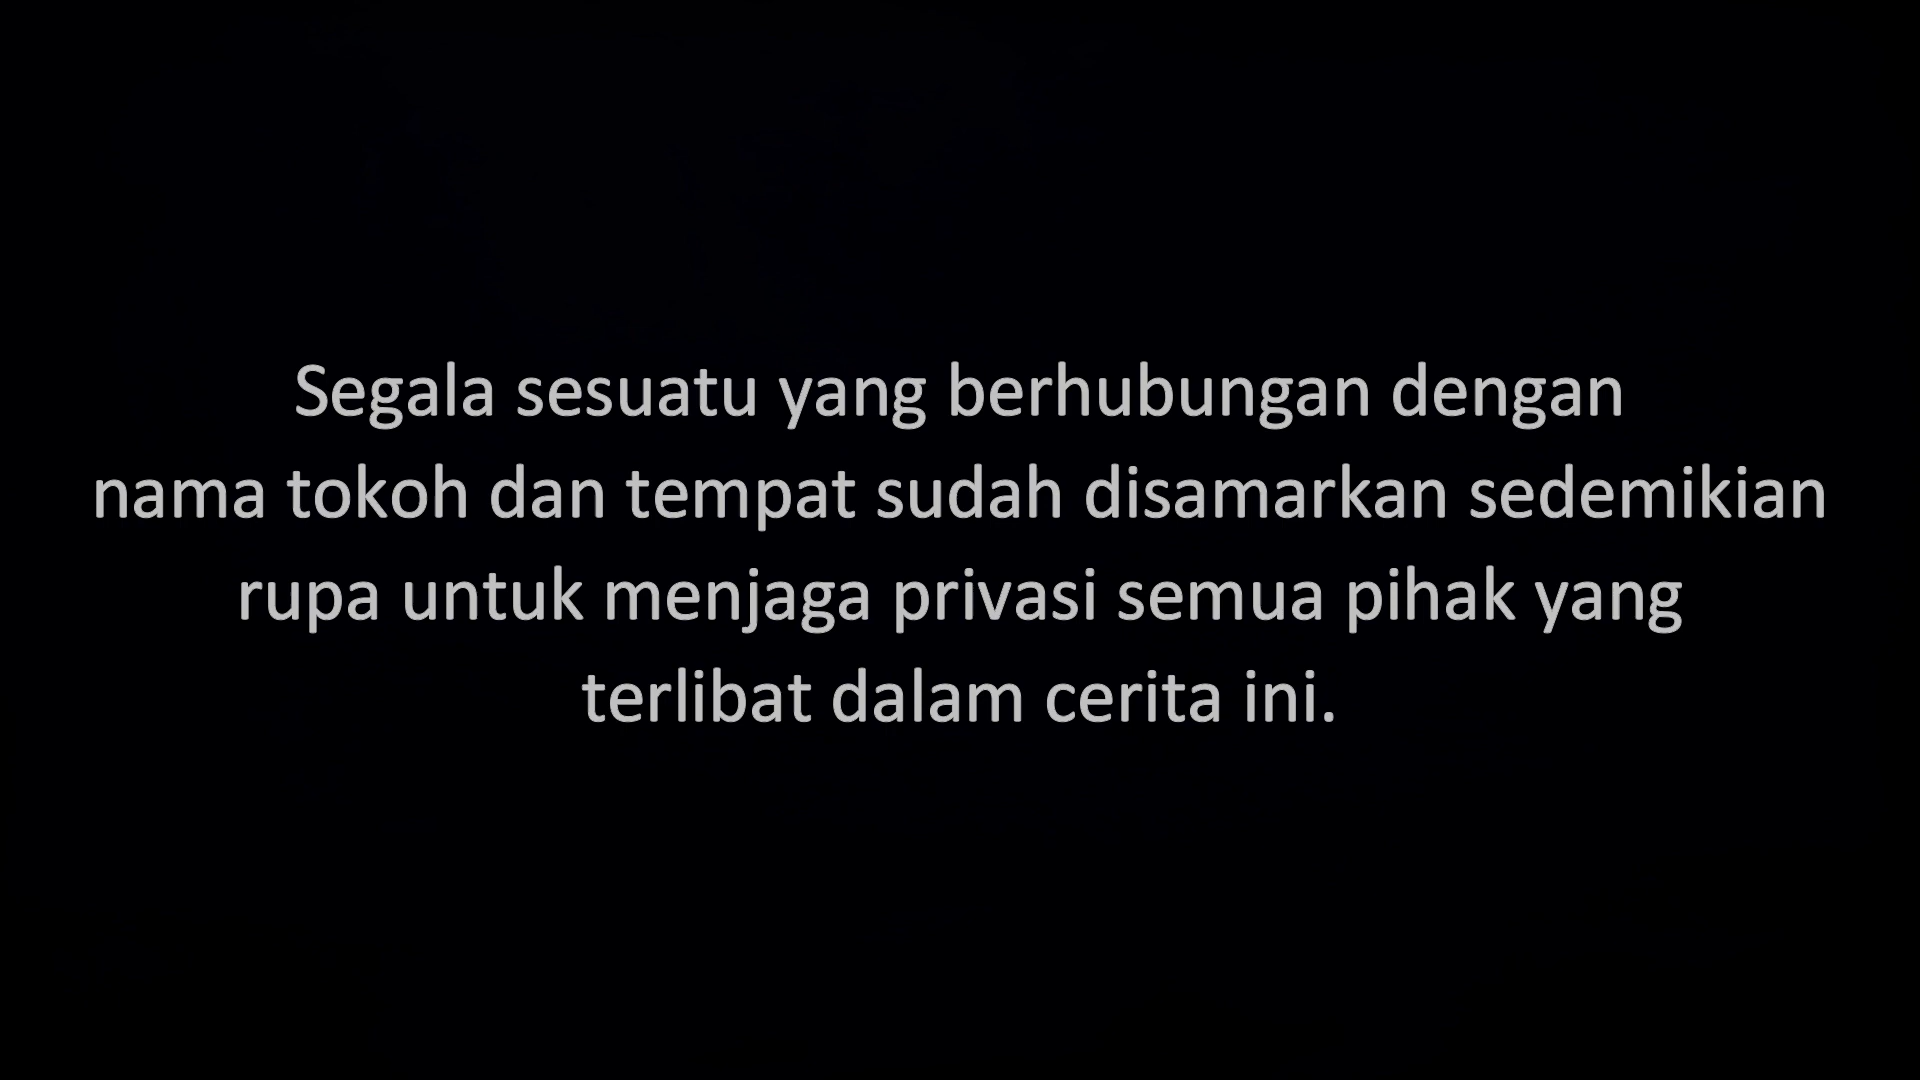 Segala sesuatu yang berhubungan dengan
nama tokoh dan tempat sudah disamarkan sedemikian
rupa untuk menjaga privasi semua pihak yang
terlibat dalam cerita ini.